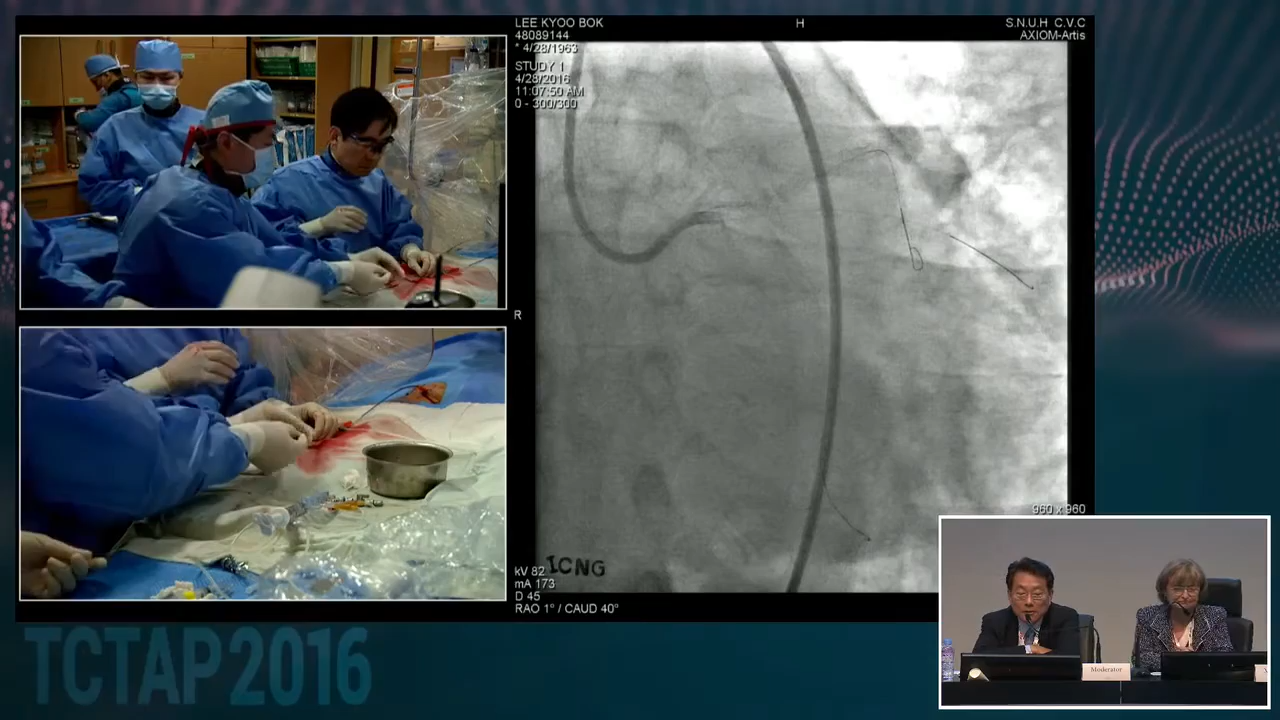 LEE KYOO BOK
48089144
* 4/28/1963
STUDY 1
4/28/2016
11:07:50 AM
0 - 300/300
H
S.N.U.H C.V.C
AXIOM-Artis
R
ICNG
kV 82
mA 173
D 45
RAO 1° / CAUD 40°
960 x 960
Moderator
TCTAP2016